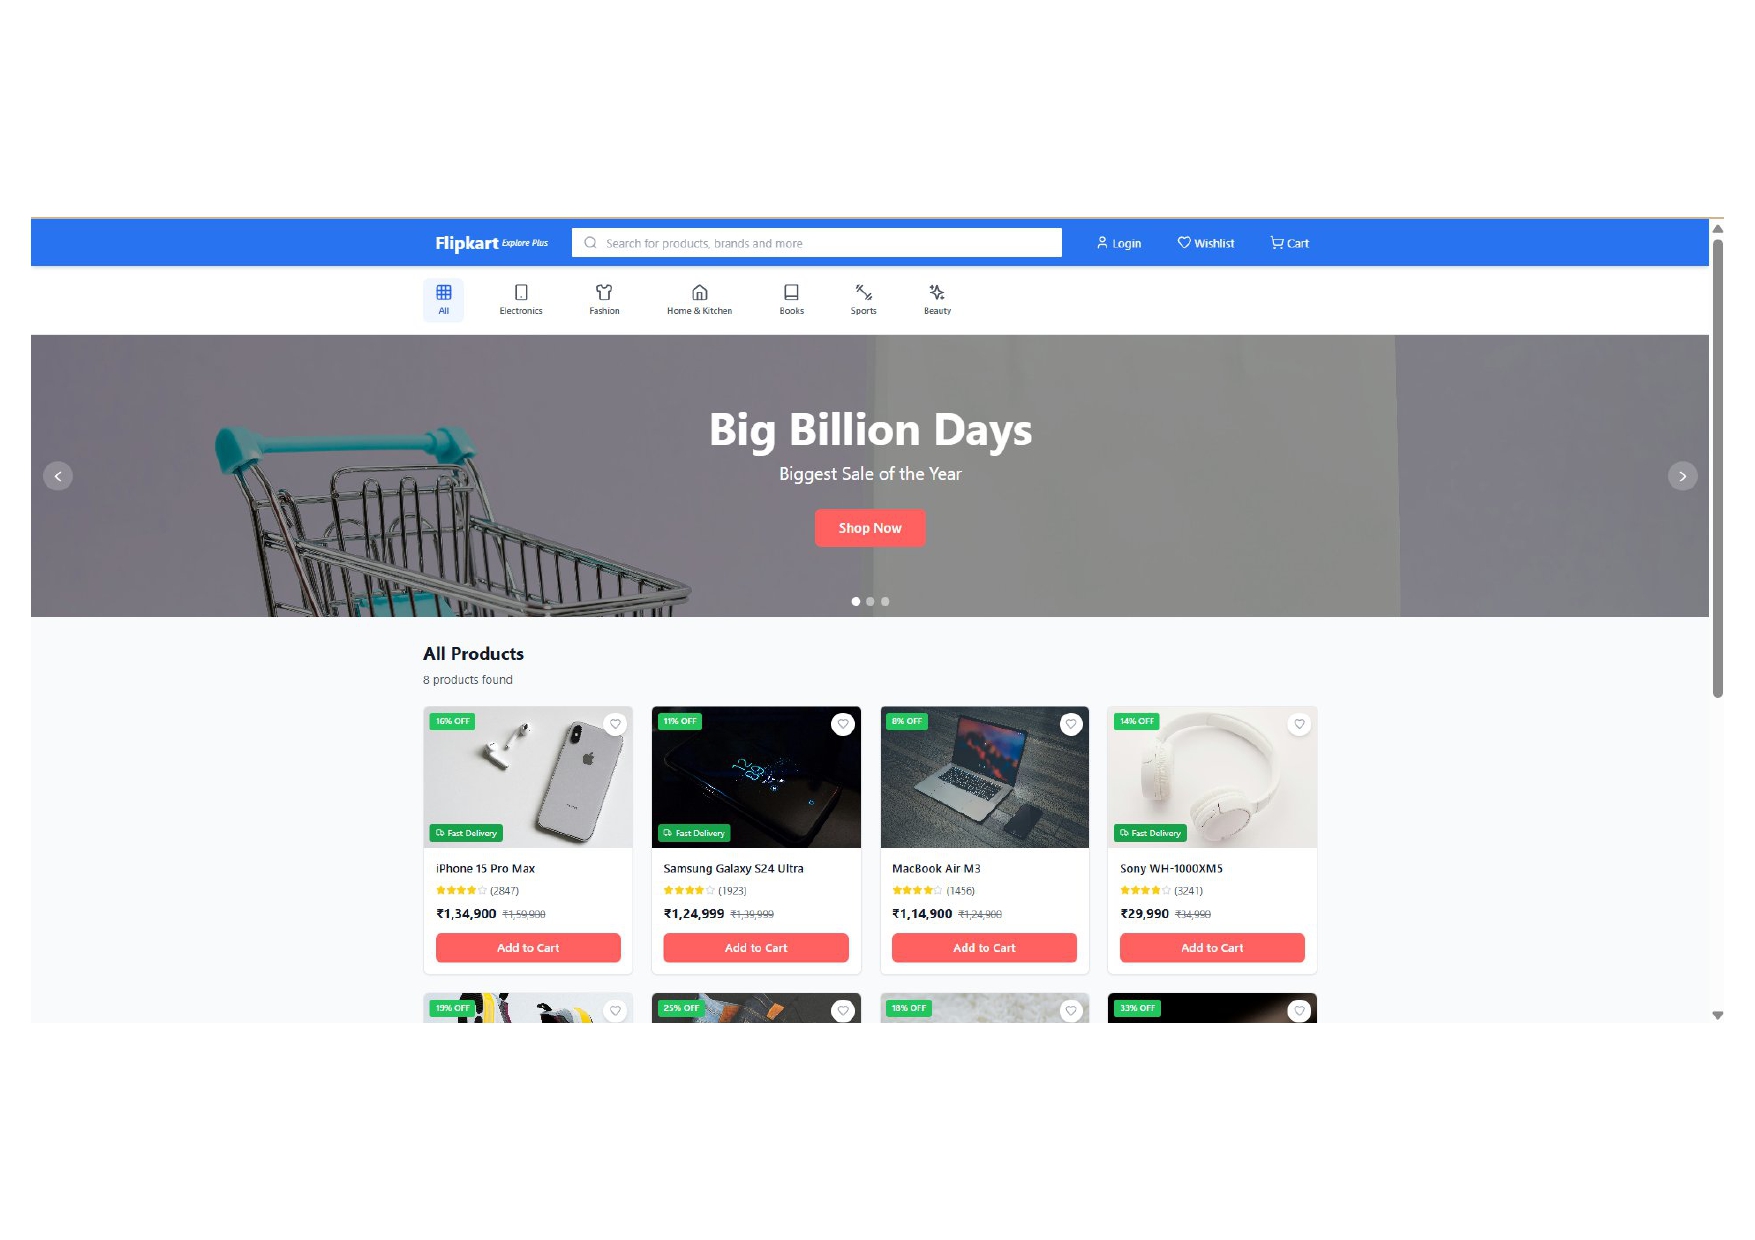 Flipkart Explore Plus Search for products, brands and more Login Wishlist Cart
All Electronics Fashion Home & Kitchen Books Sports Beauty
Big Billion Days
Biggest Sale of the Year
Shop Now
All Products
8 products found
16% OFF 11% OFF 8% OFF 14% OFF
Fast Delivery Fast Delivery Fast Delivery
iPhone 15 Pro Max Samsung Galaxy S24 Ultra MacBook Air M3 Sony WH-1000XM5
(2847) (1923) (1456) (3241)
₹1,34,900 ₹1,59,900 ₹1,24,999 ₹1,39,999 ₹1,14,900 ₹1,24,900 ₹29,990 ₹34,990
Add to Cart Add to Cart Add to Cart Add to Cart
19% OFF 25% OFF 18% OFF 33% OFF